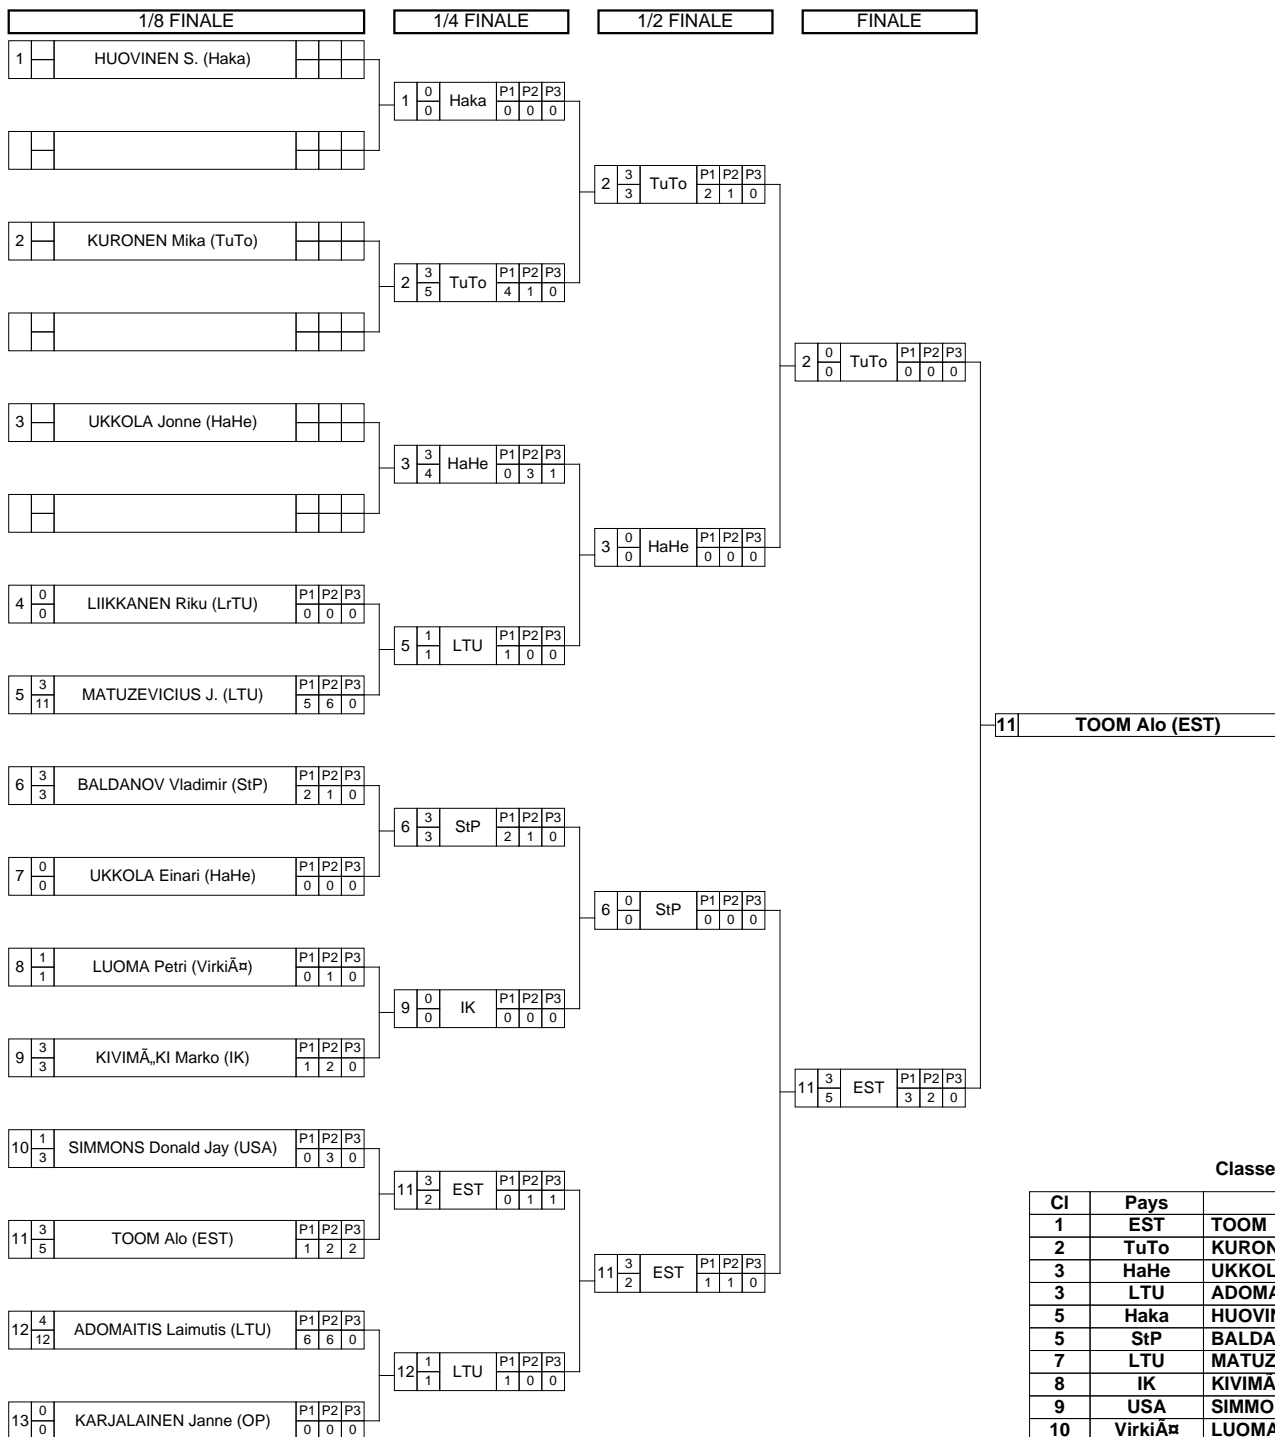 1/8 FINALE 1/4 FINALE 1/2 FINALE FINALE
1 HUOVINEN S. (Haka)
1 0 0 Haka P1 P2 P3 0 0 0
2 3 3 TuTo P1 P2 P3 2 1 0
2 KURONEN Mika (TuTo)
2 3 5 TuTo P1 P2 P3 4 1 0
2 0 0 TuTo P1 P2 P3 0 0 0
3 UKKOLA Jonne (HaHe)
3 3 4 HaHe P1 P2 P3 0 3 1
3 0 0 HaHe P1 P2 P3 0 0 0
4 0 0 LIIKKANEN Riku (LrTU) P1 P2 P3 0 0 0
5 1 1 LTU P1 P2 P3 1 0 0
5 3 11 MATUZEVICIUS J. (LTU) P1 P2 P3 5 6 0
11 TOOM Alo (EST)
6 3 3 BALDANOV Vladimir (StP) P1 P2 P3 2 1 0
6 3 3 StP P1 P2 P3 2 1 0
7 0 0 UKKOLA Einari (HaHe) P1 P2 P3 0 0 0
6 0 0 StP P1 P2 P3 0 0 0
8 1 1 LUOMA Petri (VirkiÃ¤) P1 P2 P3 0 1 0
9 0 0 IK P1 P2 P3 0 0 0
9 3 3 KIVIMÃ„KI Marko (IK) P1 P2 P3 1 2 0
11 3 5 EST P1 P2 P3 3 2 0
10 1 3 SIMMONS Donald Jay (USA) P1 P2 P3 0 3 0
11 3 2 EST P1 P2 P3 0 1 1
11 3 5 TOOM Alo (EST) P1 P2 P3 1 2 2
11 3 2 EST P1 P2 P3 1 1 0
12 4 12 ADOMAITIS Laimutis (LTU) P1 P2 P3 6 6 0
12 1 1 LTU P1 P2 P3 1 0 0
13 0 0 KARJALAINEN Janne (OP) P1 P2 P3 0 0 0
Classe
Cl Pays
1 EST TOOM
2 TuTo KURON
3 HaHe UKKOL
3 LTU ADOMA
5 Haka HUOVIN
5 StP BALDA
7 LTU MATUZ
8 IK KIVIMÃ
9 USA SIMMO
10 VirkiÃ¤ LUOMA